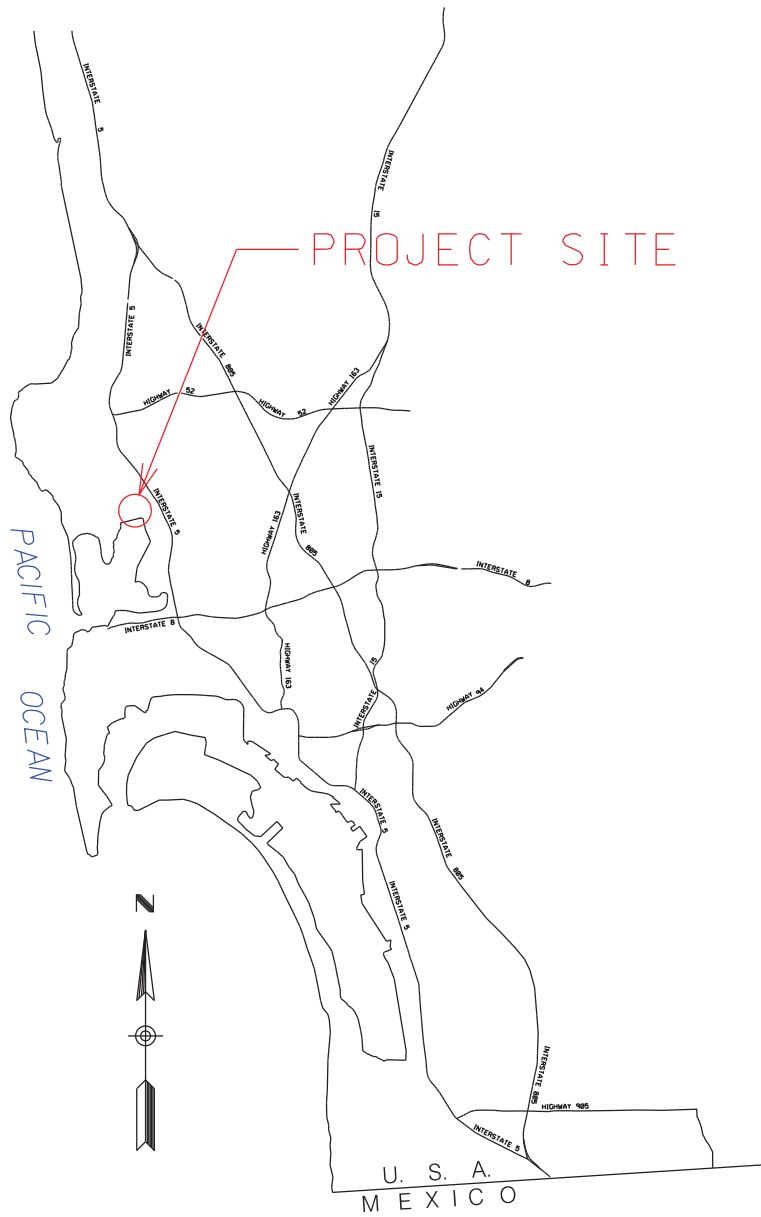 INTERSTATE 5
INTERSTATE 15
PROJECT SITE
INTERSTATE 5
INTERSTATE 805
HIGHWAY 163
HIGHWAY 52
HIGHWAY 52
INTERSTATE 15
INTERSTATE 5
INTERSTATE 805
HIGHWAY 163
PACIFIC OCEAN
INTERSTATE 8
INTERSTATE 8
HIGHWAY 163
INTERSTATE 15
HIGHWAY 94
INTERSTATE 5
INTERSTATE 805
INTERSTATE 5
N
INTERSTATE 805
HIGHWAY 905
INTERSTATE 5
U. S. A.
MEXICO